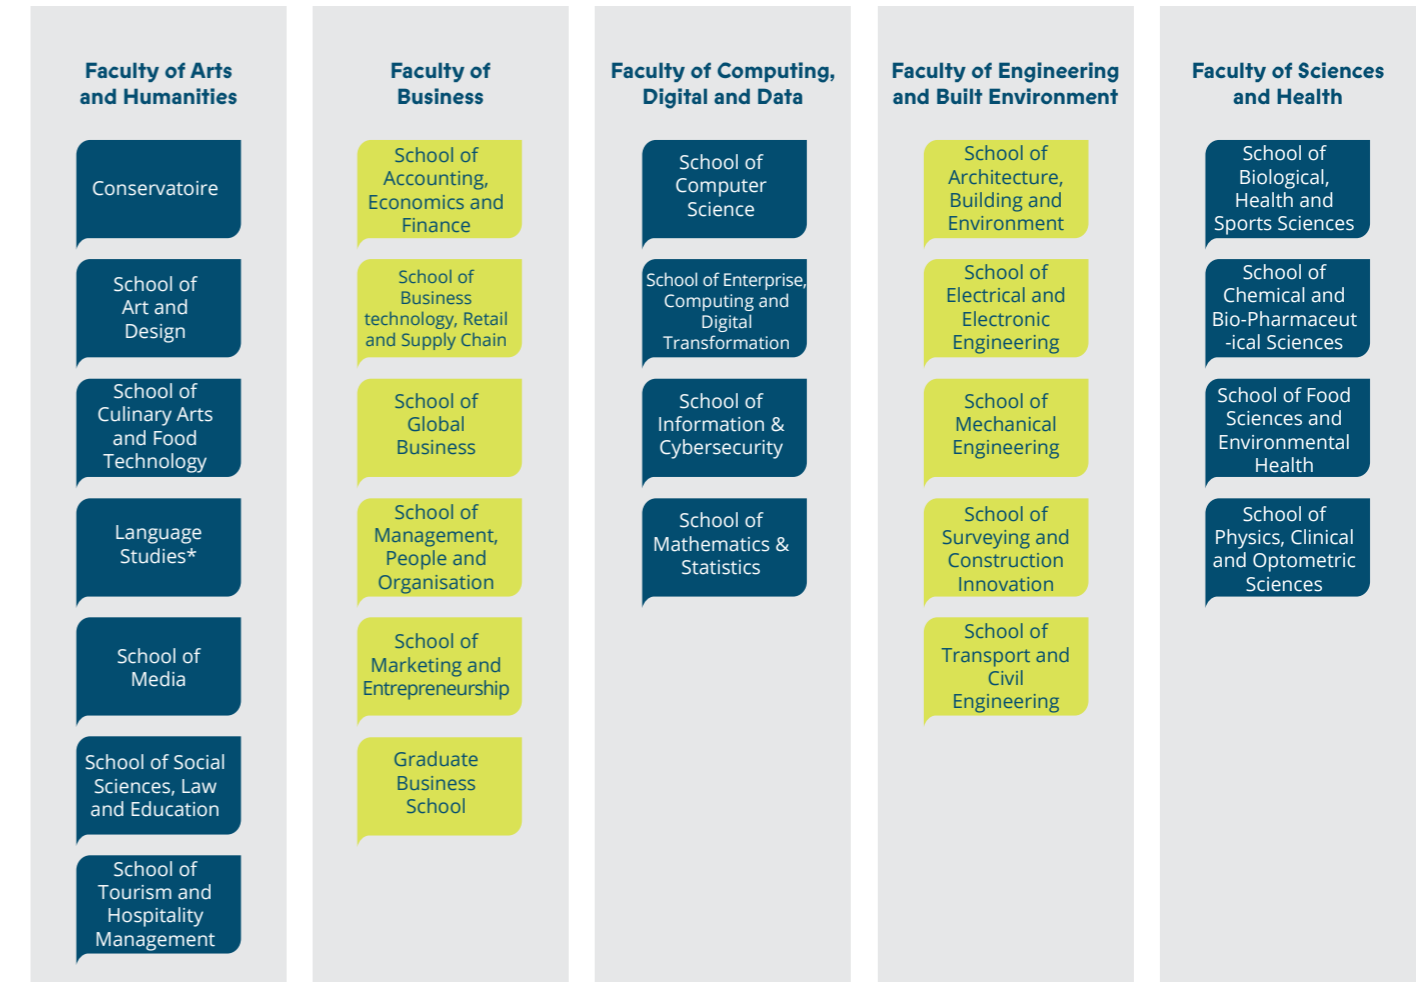 Faculty of Arts
and Humanities
Conservatoire
School of
Art and
Design
School of
Culinary Arts
and Food
Technology
Language
Studies*
School of
Media
School of Social
Sciences, Law
and Education
School of
Tourism and
Hospitality
Management
Faculty of
Business
School of
Accounting,
Economics and
Finance
School of
Business
technology, Retail
and Supply Chain
School of
Global
Business
School of
Management,
People and
Organisation
School of
Marketing and
Entrepreneurship
Graduate
Business
School
Faculty of Computing,
Digital and Data
School of
Computer
Science
School of Enterprise,
Computing and
Digital
Transformation
School of
Information &
Cybersecurity
School of
Mathematics &
Statistics
Faculty of Engineering
and Built Environment
School of
Architecture,
Building and
Environment
School of
Electrical and
Electronic
Engineering
School of
Mechanical
Engineering
School of
Surveying and
Construction
Innovation
School of
Transport and
Civil
Engineering
Faculty of Sciences
and Health
School of
Biological,
Health and
Sports Sciences
School of
Chemical and
Bio-Pharmaceut
-ical Sciences
School of Food
Sciences and
Environmental
Health
School of
Physics, Clinical
and Optometric
Sciences